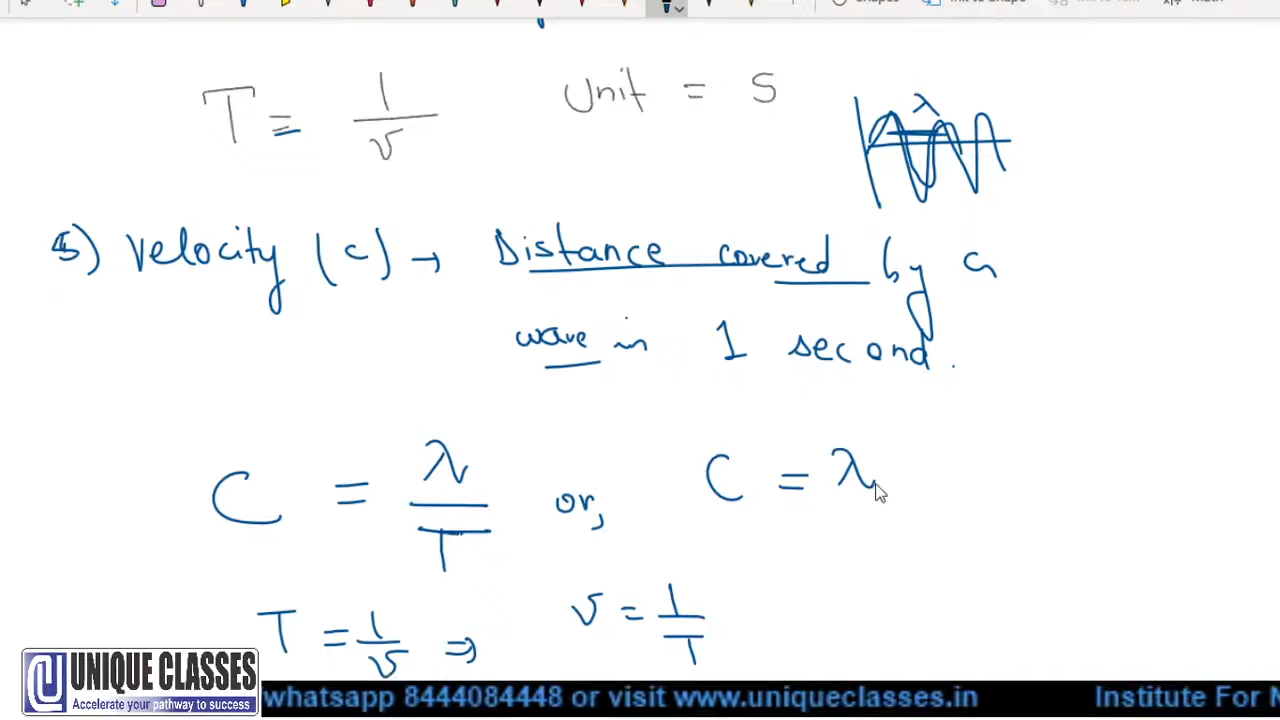 T = 1/ν Unit = S
λ
5) Velocity (c) → Distance covered by a
wave in 1 second.
C = λ/T or, C = λ
T = 1/ν ⇒ ν = 1/T
UNIQUE CLASSES
Accelerate your pathway to success
whatsapp 8444084448 or visit www.uniqueclasses.in Institute For